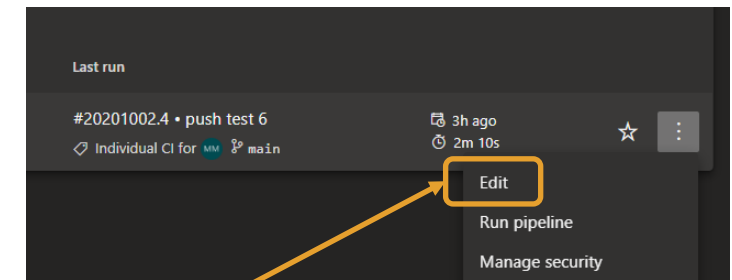 Last run
#20201002.4 • push test 6
3h ago
Individual CI for MM main
2m 10s
Edit
Run pipeline
Manage security